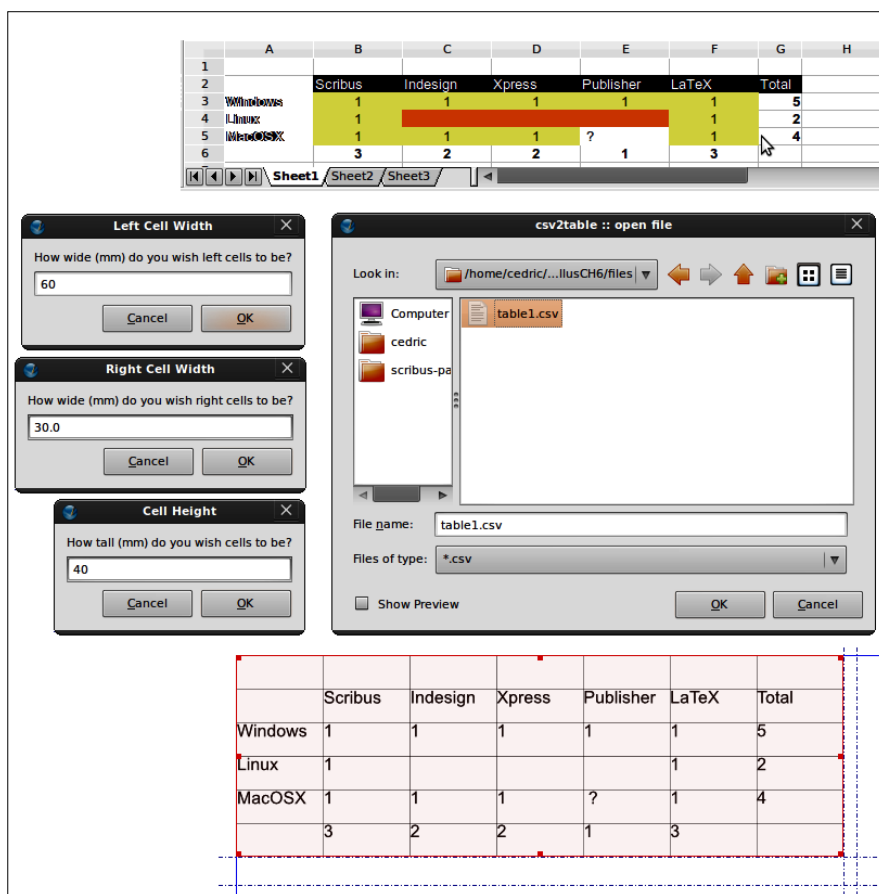 A B C D E F G H
1
2 Scribus Indesign Xpress Publisher LaTeX Total
3 Windows 1 1 1 1 1 5
4 Linux 1 1 2
5 MacOSX 1 1 1 ? 1 4
6 3 2 2 1 3
Sheet1 Sheet2 Sheet3
Left Cell Width
How wide (mm) do you wish left cells to be?
60
Cancel OK
Right Cell Width
How wide (mm) do you wish right cells to be?
30.0
Cancel OK
Cell Height
How tall (mm) do you wish cells to be?
40
Cancel OK
csv2table :: open file
Look in: /home/cedric/...llusCH6/files
Computer
cedric
scribus-pa
table1.csv
File name: table1.csv
Files of type: *.csv
Show Preview OK Cancel
Scribus Indesign Xpress Publisher LaTeX Total
Windows 1 1 1 1 1 5
Linux 1 1 2
MacOSX 1 1 1 ? 1 4
3 2 2 1 3